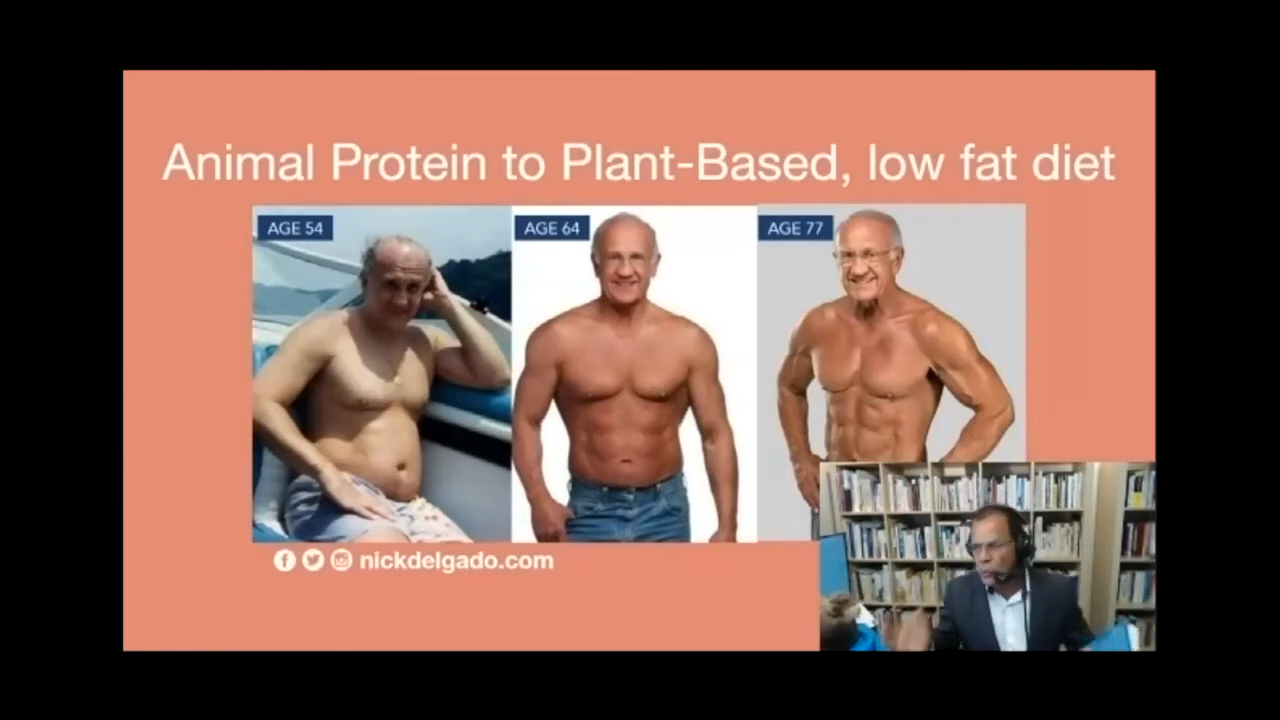 Animal Protein to Plant-Based, low fat diet
AGE 54
AGE 64
AGE 77
nickdelgado.com